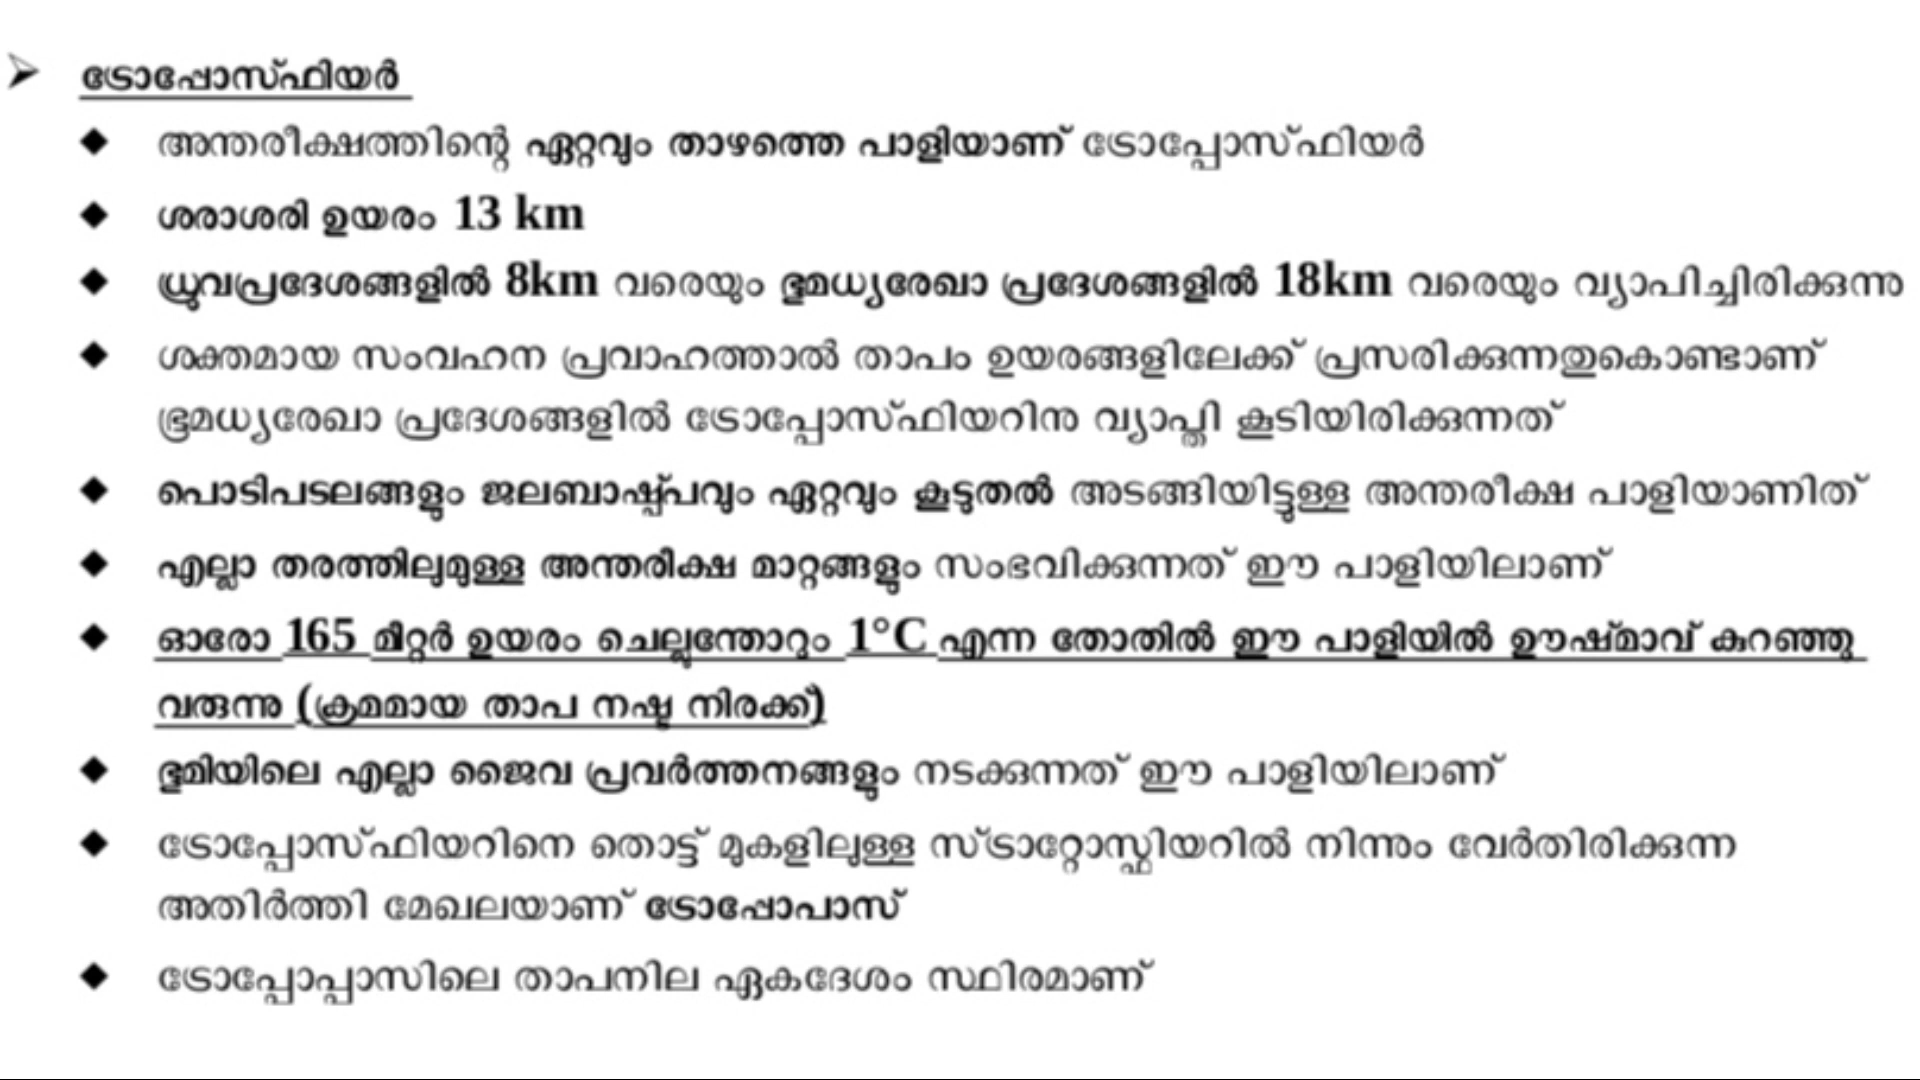 ➢ ട്രോപ്പോസ്ഫിയർ
◆ അന്തരീക്ഷത്തിന്റെ ഏറ്റവും താഴത്തെ പാളിയാണ് ട്രോപ്പോസ്ഫിയർ
◆ ശരാശരി ഉയരം 13 km
◆ ധ്രുവപ്രദേശങ്ങളിൽ 8km വരെയും ഭൂമധ്യരേഖാ പ്രദേശങ്ങളിൽ 18km വരെയും വ്യാപിച്ചിരിക്കുന്നു
◆ ശക്തമായ സംവഹന പ്രവാഹത്താൽ താപം ഉയരങ്ങളിലേക്ക് പ്രസരിക്കുന്നതുകൊണ്ടാണ്
ഭൂമധ്യരേഖാ പ്രദേശങ്ങളിൽ ട്രോപ്പോസ്ഫിയറിനു വ്യാപ്തി കൂടിയിരിക്കുന്നത്
◆ പൊടിപടലങ്ങളും ജലബാഷ്പ്പവും ഏറ്റവും കൂടുതൽ അടങ്ങിയിട്ടുള്ള അന്തരീക്ഷ പാളിയാണിത്
◆ എല്ലാ തരത്തിലുമുള്ള അന്തരീക്ഷ മാറ്റങ്ങളും സംഭവിക്കുന്നത് ഈ പാളിയിലാണ്
◆ ഓരോ 165 മീറ്റർ ഉയരം ചെല്ലുന്തോറും 1°C എന്ന തോതിൽ ഈ പാളിയിൽ ഊഷ്മാവ് കുറഞ്ഞു
വരുന്നു (ക്രമമായ താപ നഷ്ട നിരക്ക്)
◆ ഭൂമിയിലെ എല്ലാ ജൈവ പ്രവർത്തനങ്ങളും നടക്കുന്നത് ഈ പാളിയിലാണ്
◆ ട്രോപ്പോസ്ഫിയറിനെ തൊട്ട് മുകളിലുള്ള സ്ട്രാറ്റോസ്ഫിയറിൽ നിന്നും വേർതിരിക്കുന്ന
അതിർത്തി മേഖലയാണ് ട്രോപ്പോപാസ്
◆ ട്രോപ്പോപ്പാസിലെ താപനില ഏകദേശം സ്ഥിരമാണ്